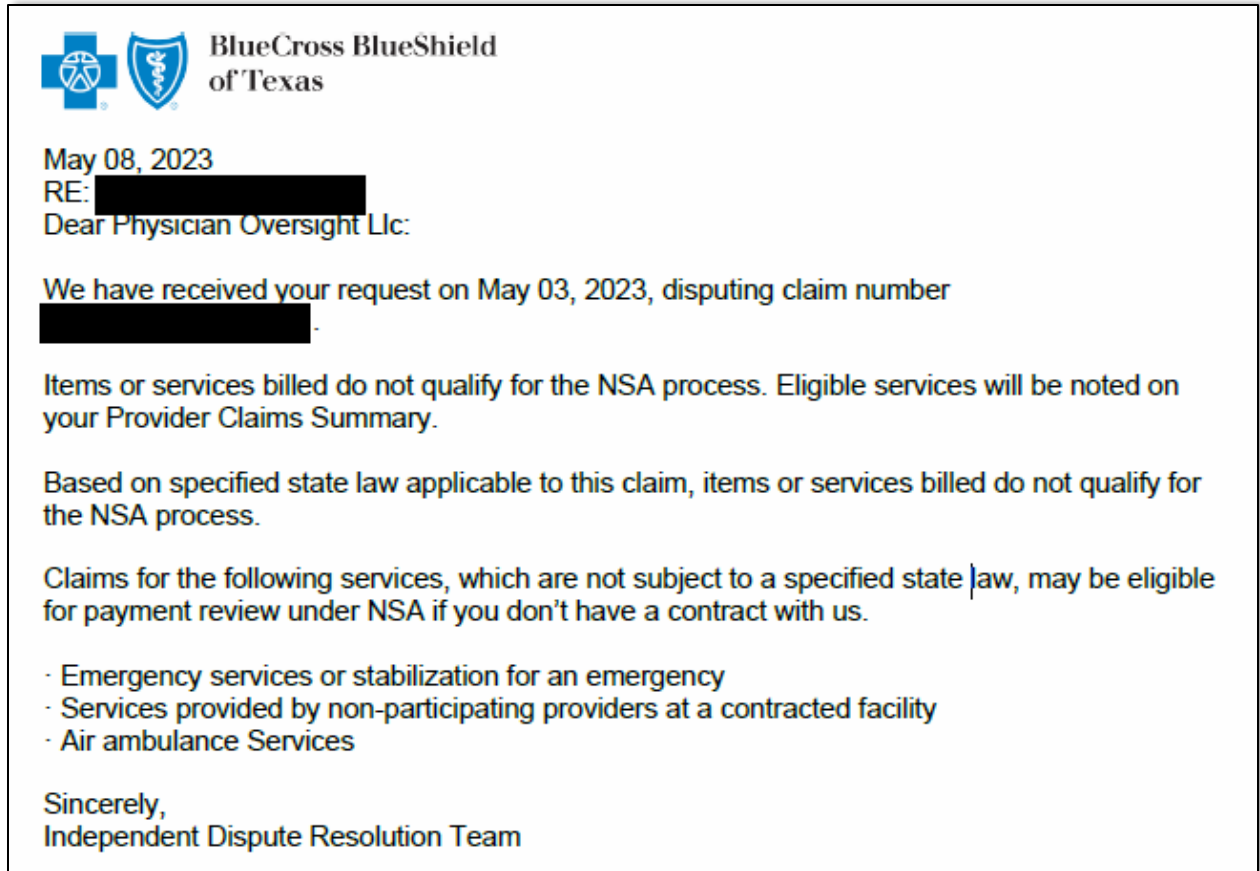 BlueCross BlueShield
of Texas
May 08, 2023
RE:
Dear Physician Oversight Llc:
We have received your request on May 03, 2023, disputing claim number
.
Items or services billed do not qualify for the NSA process. Eligible services will be noted on
your Provider Claims Summary.
Based on specified state law applicable to this claim, items or services billed do not qualify for
the NSA process.
Claims for the following services, which are not subject to a specified state law, may be eligible
for payment review under NSA if you don’t have a contract with us.
· Emergency services or stabilization for an emergency
· Services provided by non-participating providers at a contracted facility
· Air ambulance Services
Sincerely,
Independent Dispute Resolution Team